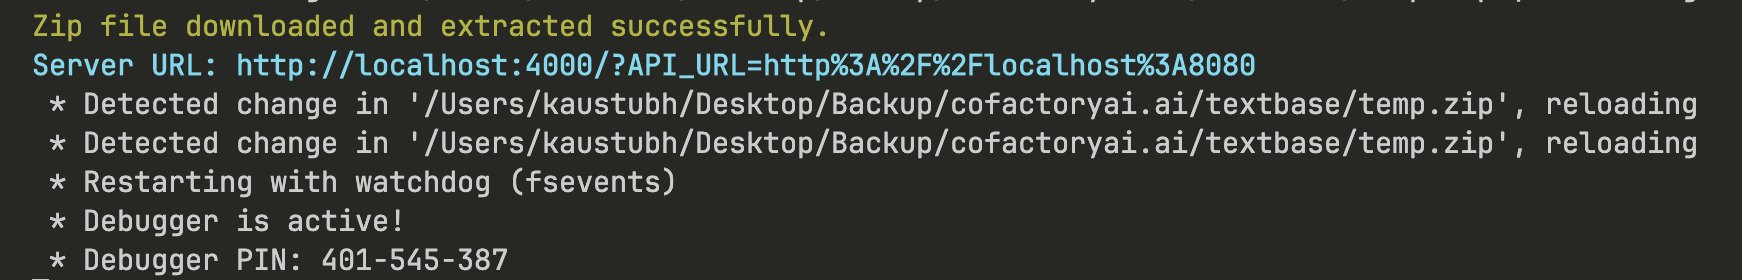 Zip file downloaded and extracted successfully.
Server URL: http://localhost:4000/?API_URL=http%3A%2F%2Flocalhost%3A8080
* Detected change in '/Users/kaustubh/Desktop/Backup/cofactoryai.ai/textbase/temp.zip', reloading
* Detected change in '/Users/kaustubh/Desktop/Backup/cofactoryai.ai/textbase/temp.zip', reloading
* Restarting with watchdog (fsevents)
* Debugger is active!
* Debugger PIN: 401-545-387